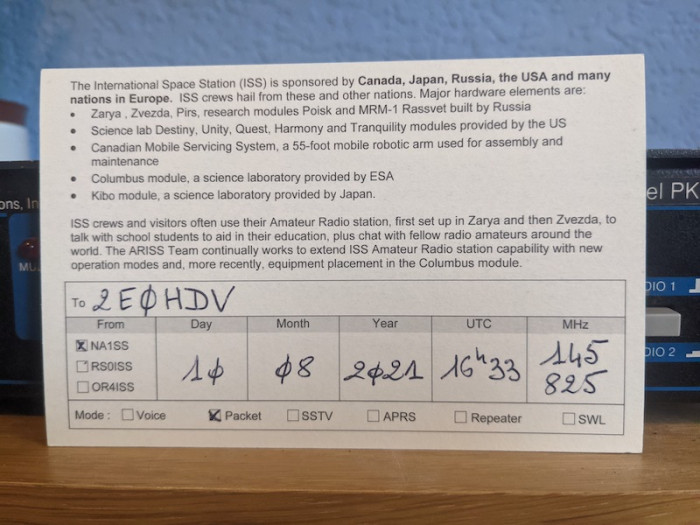 The International Space Station (ISS) is sponsored by Canada, Japan, Russia, the USA and many
nations in Europe. ISS crews hail from these and other nations. Major hardware elements are:
• Zarya , Zvezda, Pirs, research modules Poisk and MRM-1 Rassvet built by Russia
• Science lab Destiny, Unity, Quest, Harmony and Tranquility modules provided by the US
• Canadian Mobile Servicing System, a 55-foot mobile robotic arm used for assembly and
maintenance
• Columbus module, a science laboratory provided by ESA
• Kibo module, a science laboratory provided by Japan.
ISS crews and visitors often use their Amateur Radio station, first set up in Zarya and then Zvezda, to
talk with school students to aid in their education, plus chat with fellow radio amateurs around the
world. The ARISS Team continually works to extend ISS Amateur Radio station capability with new
operation modes and, more recently, equipment placement in the Columbus module.
To 2EØHDV
From Day Month Year UTC MHz
NA1SS
RS0ISS
OR4ISS
1Ø Ø8 2Ø21 16h33 145
825
Mode : Voice Packet SSTV APRS Repeater SWL
ons, In
MU
el PK
DIO 1
DIO 2